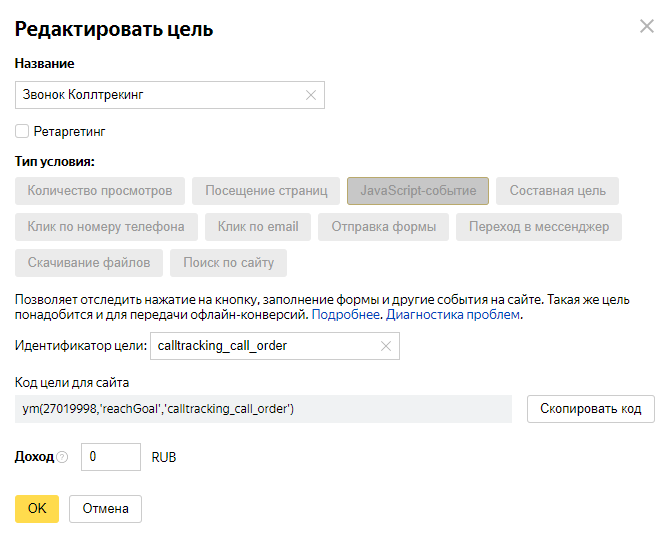 Редактировать цель
Название
Звонок Коллтрекинг
Ретаргетинг
Тип условия:
Количество просмотров Посещение страниц JavaScript-событие Составная цель
Клик по номеру телефона Клик по email Отправка формы Переход в мессенджер
Скачивание файлов Поиск по сайту
Позволяет отследить нажатие на кнопку, заполнение формы и другие события на сайте. Такая же цель
понадобится и для передачи офлайн-конверсий. Подробнее. Диагностика проблем.
Идентификатор цели: calltracking_call_order
Код цели для сайта
ym(27019998,'reachGoal','calltracking_call_order') Скопировать код
Доход ? 0 RUB
OK Отмена